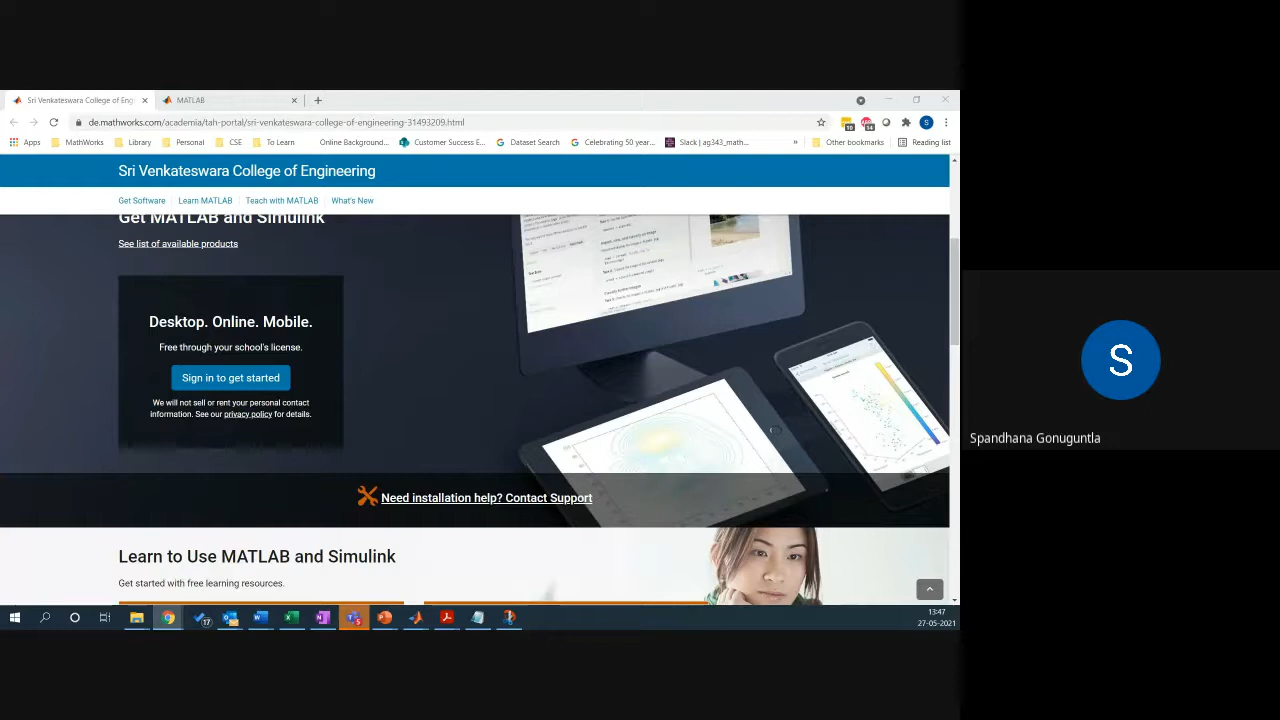 Sri Venkateswara College of Eng
MATLAB
de.mathworks.com/academia/tah-portal/sri-venkateswara-college-of-engineering-31493209.html
S
Apps MathWorks Library Personal CSE To Learn Online Background... Customer Success E... Dataset Search Celebrating 50 year... Slack | ag343_math... » Other bookmarks Reading list
Sri Venkateswara College of Engineering
Get Software Learn MATLAB Teach with MATLAB What's New
Get MATLAB and Simulink
See list of available products
Desktop. Online. Mobile.
Free through your school's license.
Sign in to get started
We will not sell or rent your personal contact
information. See our privacy policy for details.
Need installation help? Contact Support
Learn to Use MATLAB and Simulink
Get started with free learning resources.
17
13:47
27-05-2021
S
Spandhana Gonuguntla